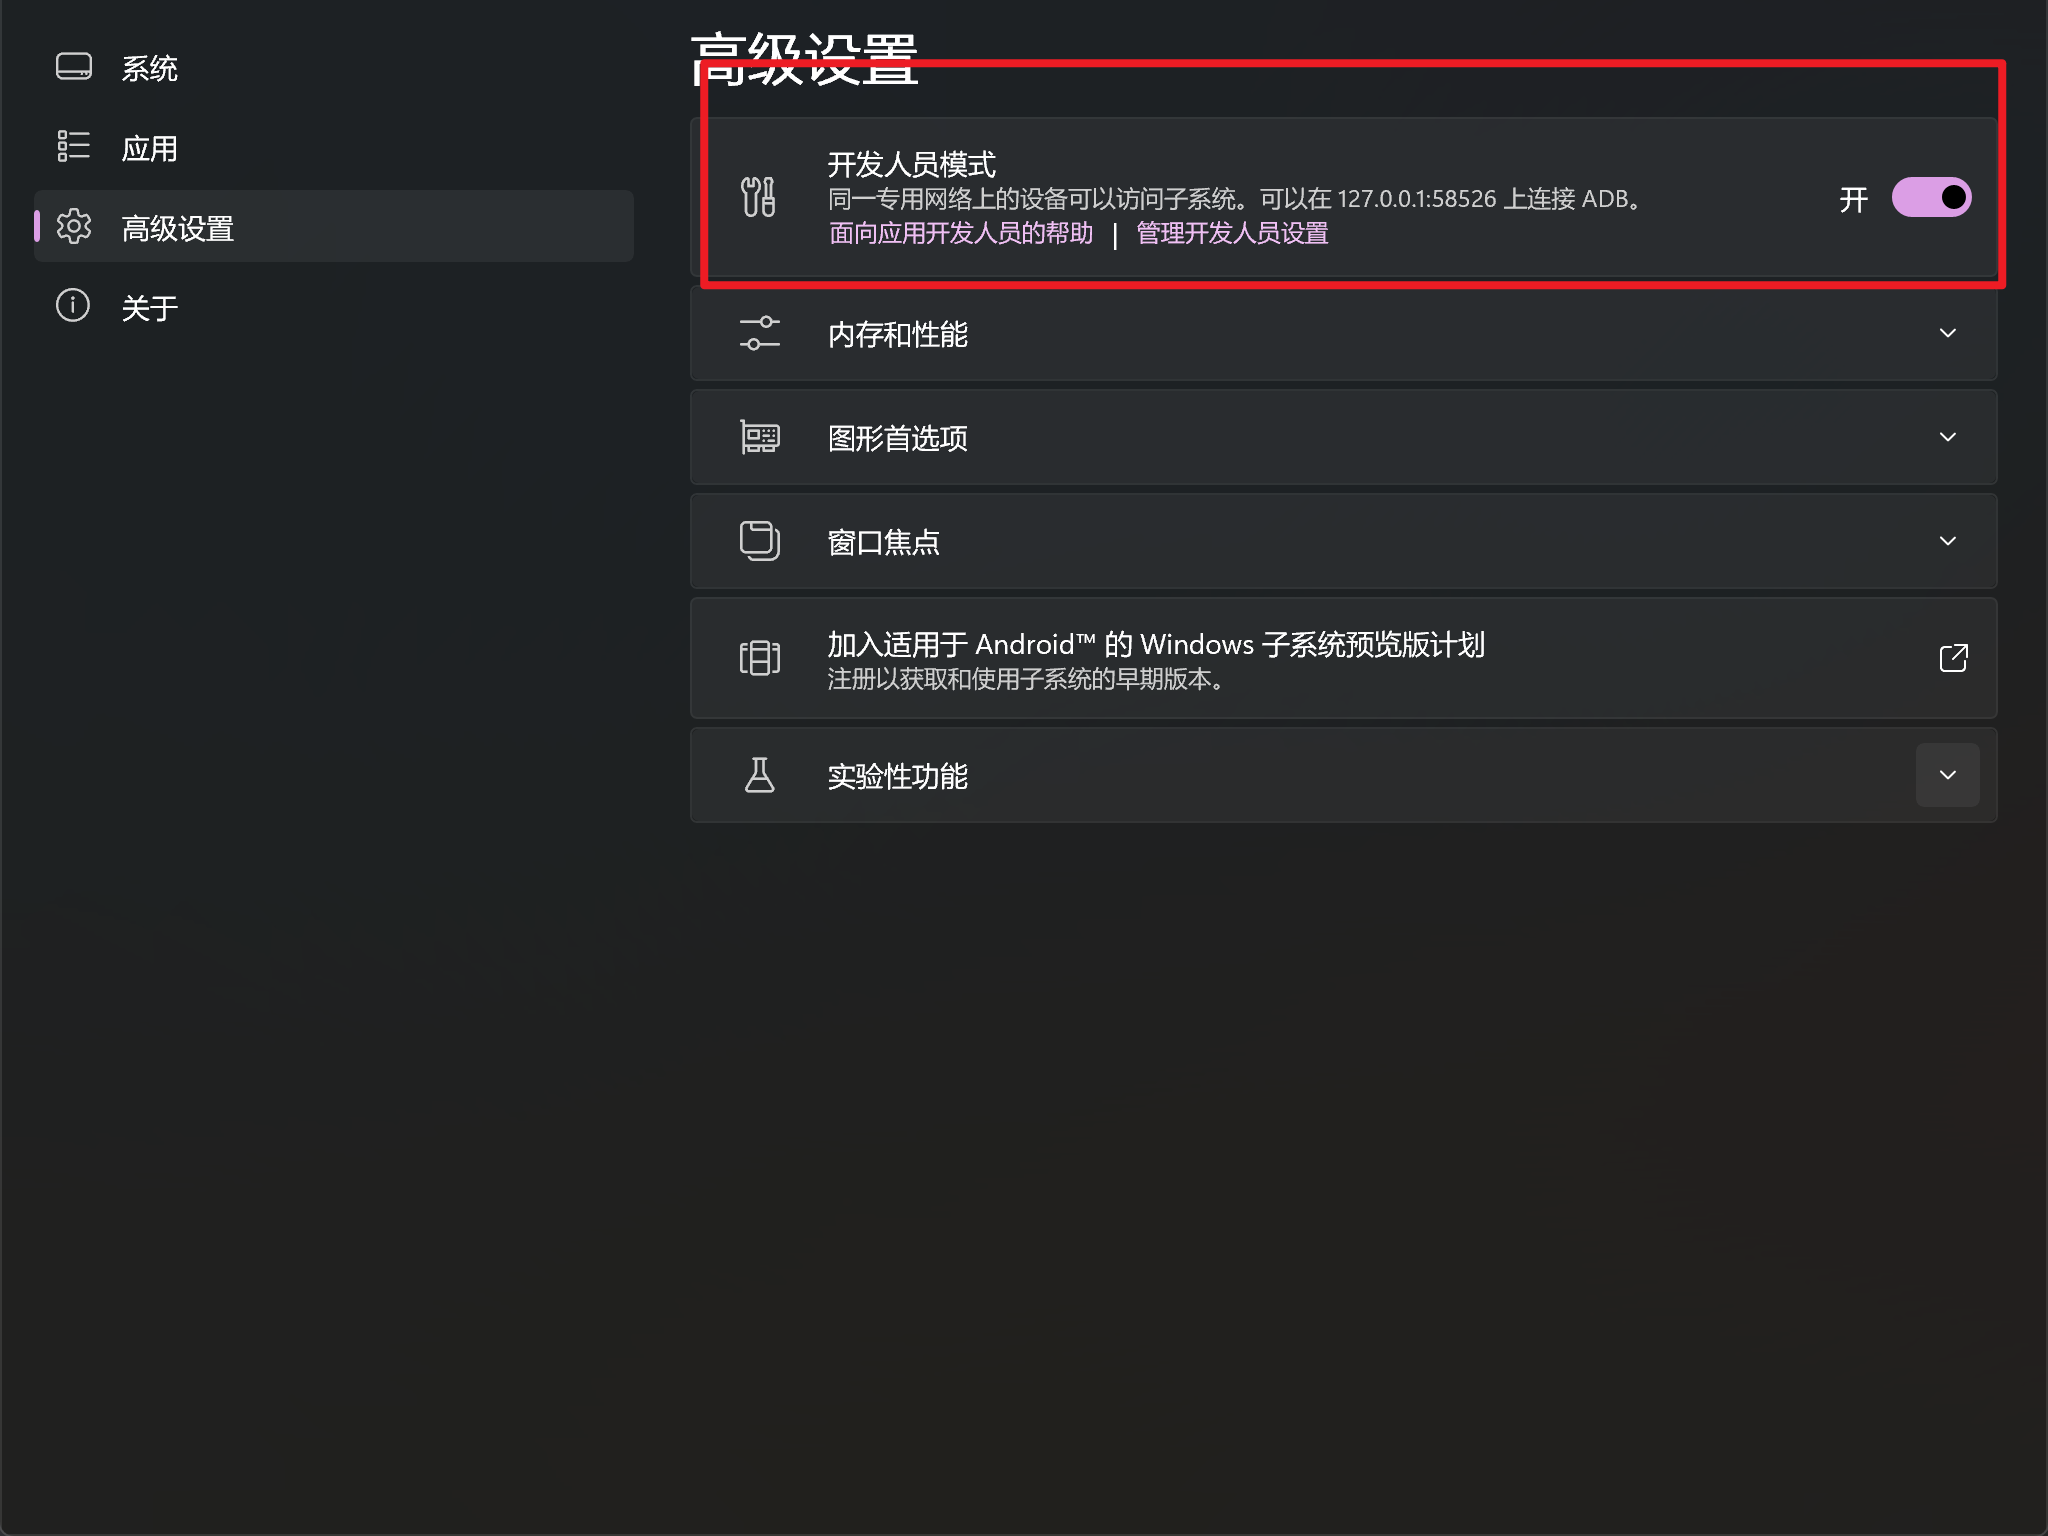 系统
应用
高级设置
关于
高级设置
开发人员模式
同一专用网络上的设备可以访问子系统。可以在 127.0.0.1:58526 上连接 ADB。
面向应用开发人员的帮助 | 管理开发人员设置
开
内存和性能
图形首选项
窗口焦点
加入适用于 Android™ 的 Windows 子系统预览版计划
注册以获取和使用子系统的早期版本。
实验性功能